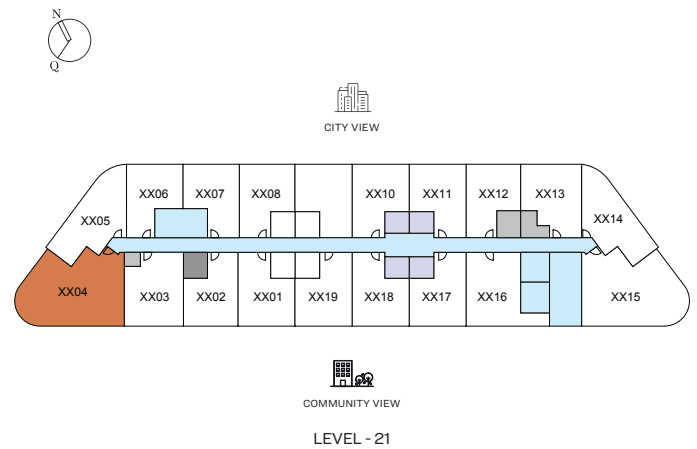 N
Q
CITY VIEW
XX06 XX07 XX08 XX10 XX11 XX12 XX13
XX05 XX14
XX04 XX03 XX02 XX01 XX19 XX18 XX17 XX16 XX15
COMMUNITY VIEW
LEVEL - 21